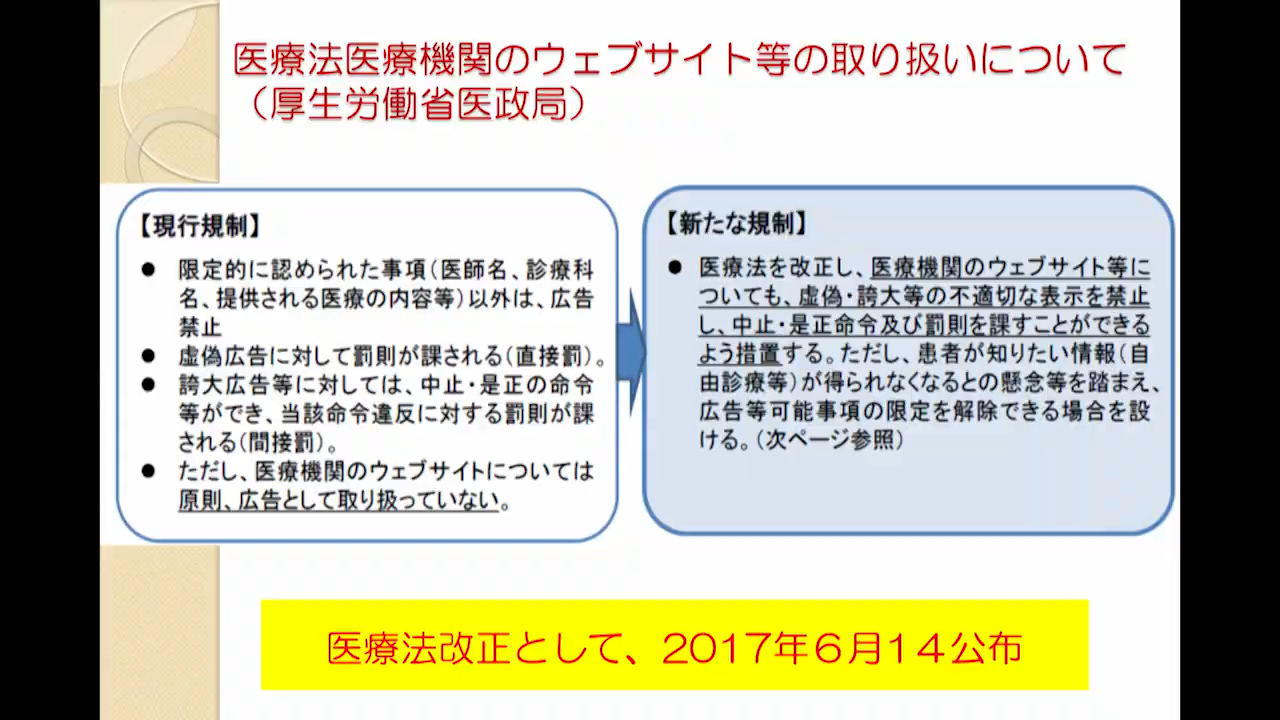 医療法医療機関のウェブサイト等の取り扱いについて
（厚生労働省医政局）
【現行規制】
● 限定的に認められた事項（医師名、診療科
名、提供される医療の内容等）以外は、広告
禁止
● 虚偽広告に対して罰則が課される（直接罰）。
● 誇大広告等に対しては、中止・是正の命令
等ができ、当該命令違反に対する罰則が課
される（間接罰）。
● ただし、医療機関のウェブサイトについては
原則、広告として取り扱っていない。
【新たな規制】
● 医療法を改正し、医療機関のウェブサイト等に
ついても、虚偽・誇大等の不適切な表示を禁止
し、中止・是正命令及び罰則を課すことができる
よう措置する。ただし、患者が知りたい情報（自
由診療等）が得られなくなるとの懸念等を踏まえ、
広告等可能事項の限定を解除できる場合を設
ける。（次ページ参照）
医療法改正として、２０１７年６月１４公布